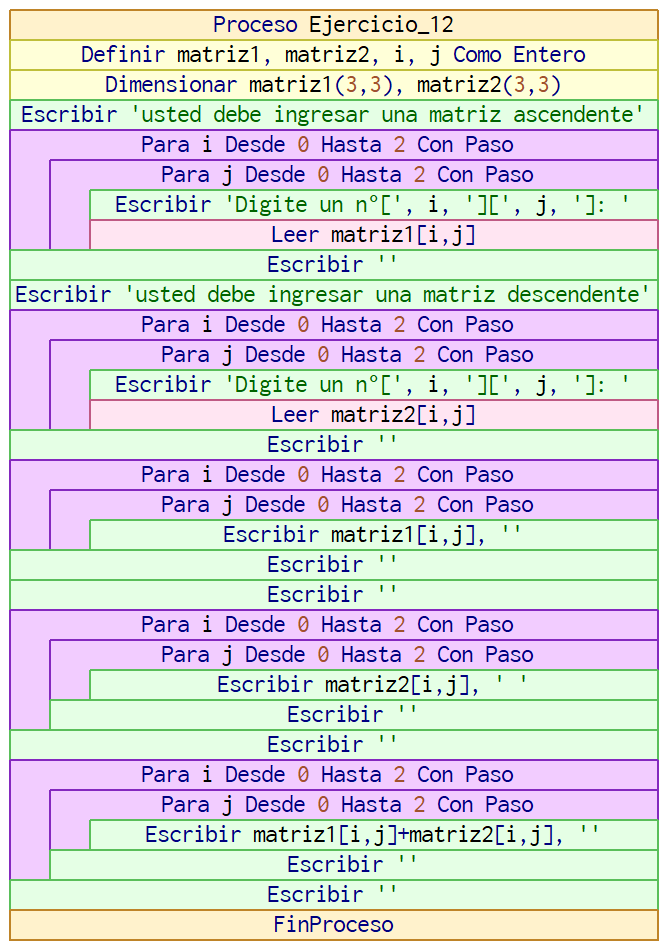 Proceso Ejercicio_12
Definir matriz1, matriz2, i, j Como Entero
Dimensionar matriz1(3,3), matriz2(3,3)
Escribir 'usted debe ingresar una matriz ascendente'
Para i Desde 0 Hasta 2 Con Paso
Para j Desde 0 Hasta 2 Con Paso
Escribir 'Digite un n°[', i, '][', j, ']: '
Leer matriz1[i,j]
Escribir ''
Escribir 'usted debe ingresar una matriz descendente'
Para i Desde 0 Hasta 2 Con Paso
Para j Desde 0 Hasta 2 Con Paso
Escribir 'Digite un n°[', i, '][', j, ']: '
Leer matriz2[i,j]
Escribir ''
Para i Desde 0 Hasta 2 Con Paso
Para j Desde 0 Hasta 2 Con Paso
Escribir matriz1[i,j], ''
Escribir ''
Escribir ''
Para i Desde 0 Hasta 2 Con Paso
Para j Desde 0 Hasta 2 Con Paso
Escribir matriz2[i,j], ' '
Escribir ''
Escribir ''
Para i Desde 0 Hasta 2 Con Paso
Para j Desde 0 Hasta 2 Con Paso
Escribir matriz1[i,j]+matriz2[i,j], ''
Escribir ''
Escribir ''
FinProceso